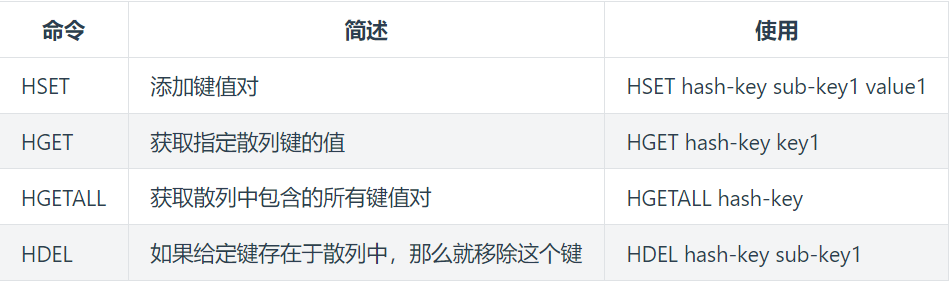 命令 简述 使用
HSET 添加键值对 HSET hash-key sub-key1 value1
HGET 获取指定散列键的值 HGET hash-key key1
HGETALL 获取散列中包含的所有键值对 HGETALL hash-key
HDEL 如果给定键存在于散列中，那么就移除这个键 HDEL hash-key sub-key1